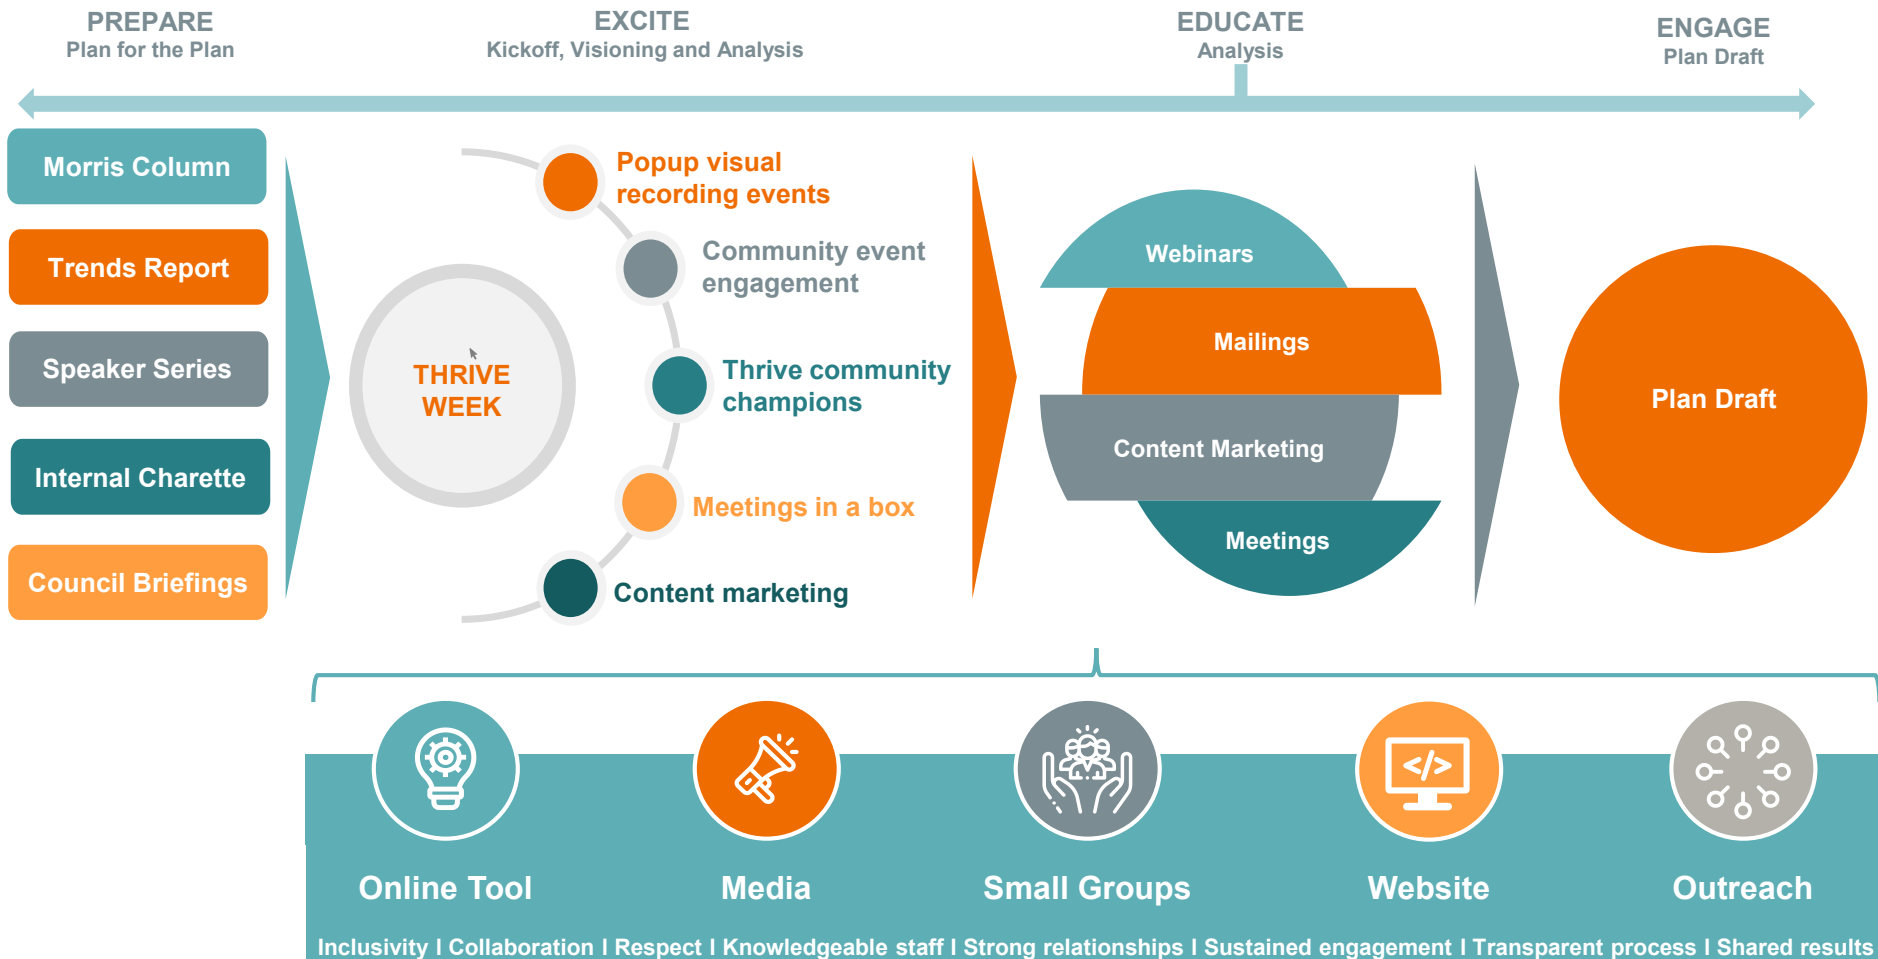 PREPARE
Plan for the Plan
EXCITE
Kickoff, Visioning and Analysis
EDUCATE
Analysis
ENGAGE
Plan Draft
Morris Column
Trends Report
Speaker Series
Internal Charette
Council Briefings
THRIVE
WEEK
Popup visual
recording events
Community event
engagement
Thrive community
champions
Meetings in a box
Content marketing
Webinars
Mailings
Content Marketing
Meetings
Plan Draft
</>
Online Tool
Media
Small Groups
Website
Outreach
Inclusivity I Collaboration I Respect I Knowledgeable staff I Strong relationships I Sustained engagement I Transparent process I Shared results